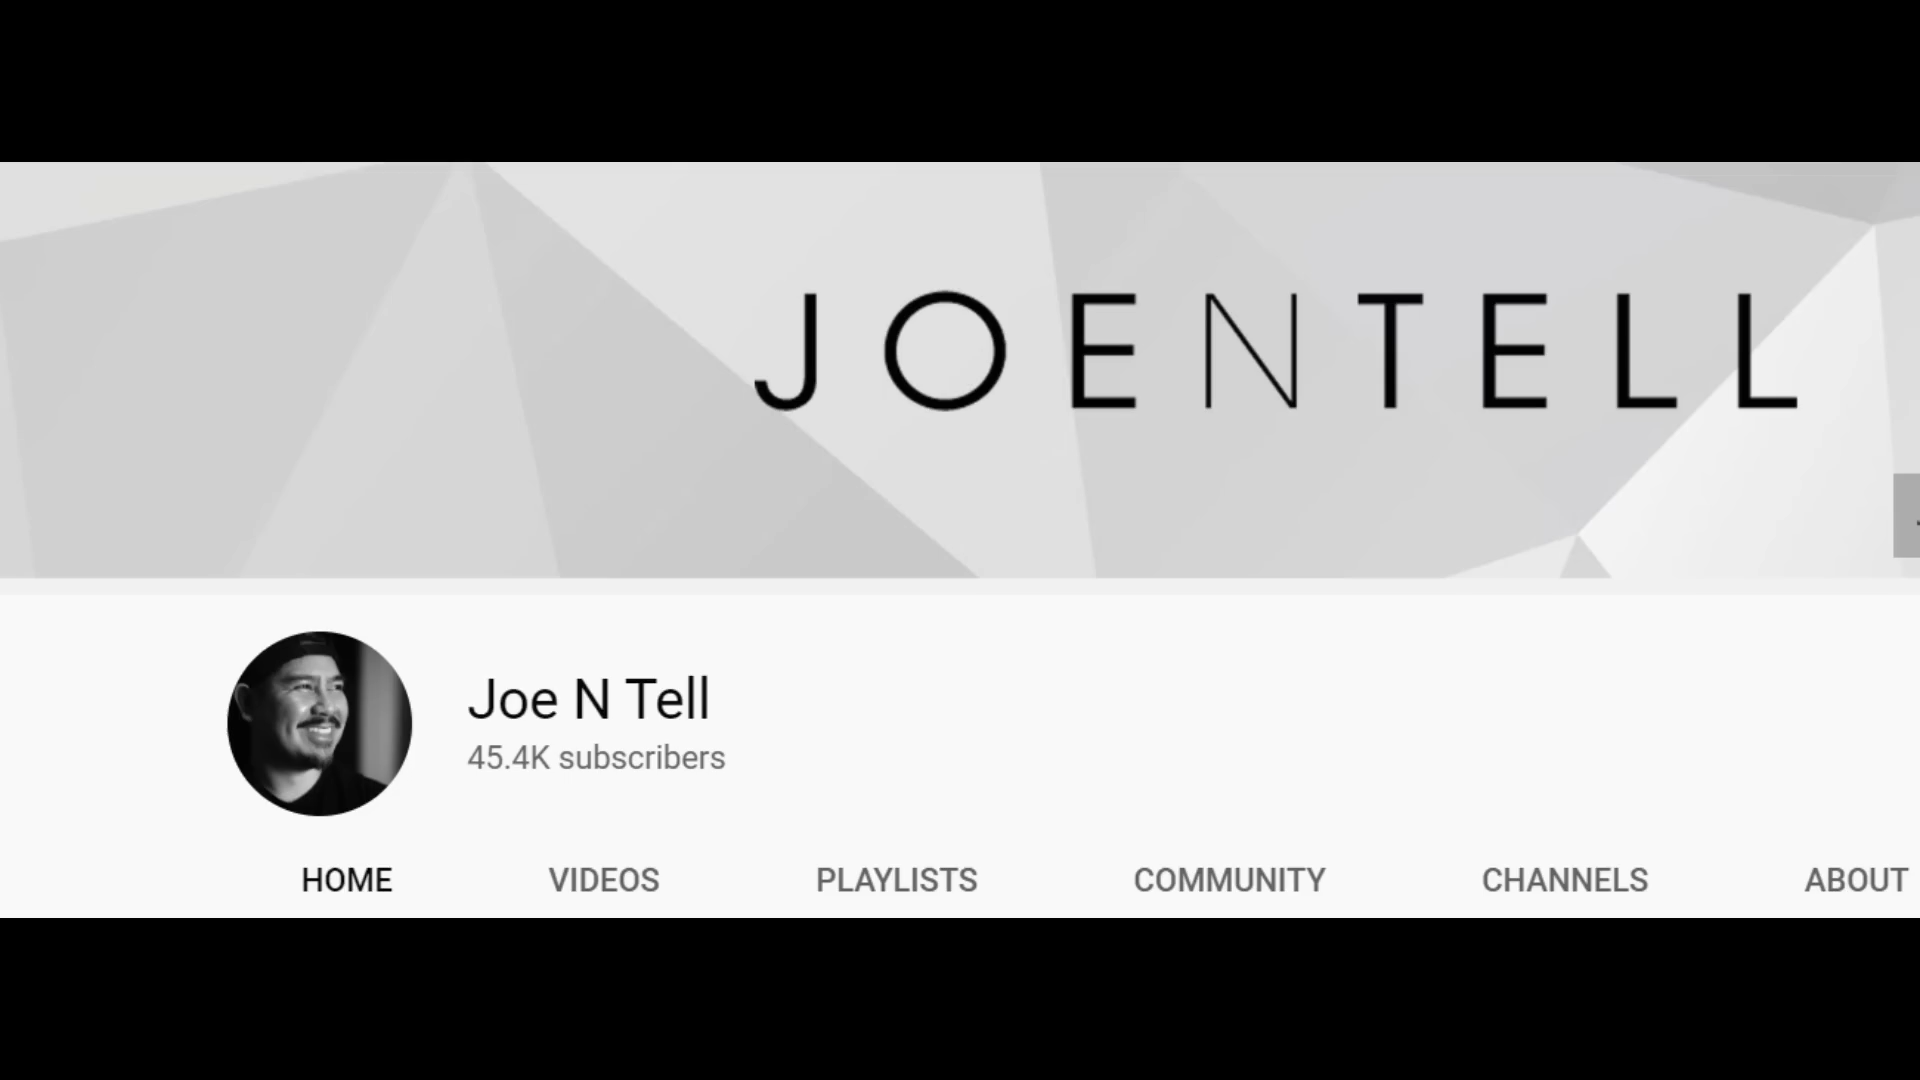 JOENTELL
Joe N Tell
45.4K subscribers
HOME VIDEOS PLAYLISTS COMMUNITY CHANNELS ABOUT